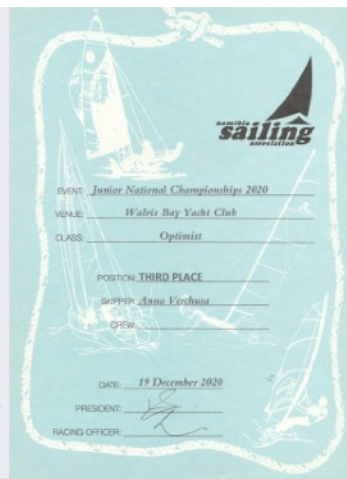 namibia
sailing
association
EVENT: Junior National Championships 2020
VENUE: Walvis Bay Yacht Club
CLASS: Optimist
POSITION: THIRD PLACE
SKIPPER: Anna Verchusa
CREW:
DATE: 19 December 2020
PRESIDENT:
RACING OFFICER: